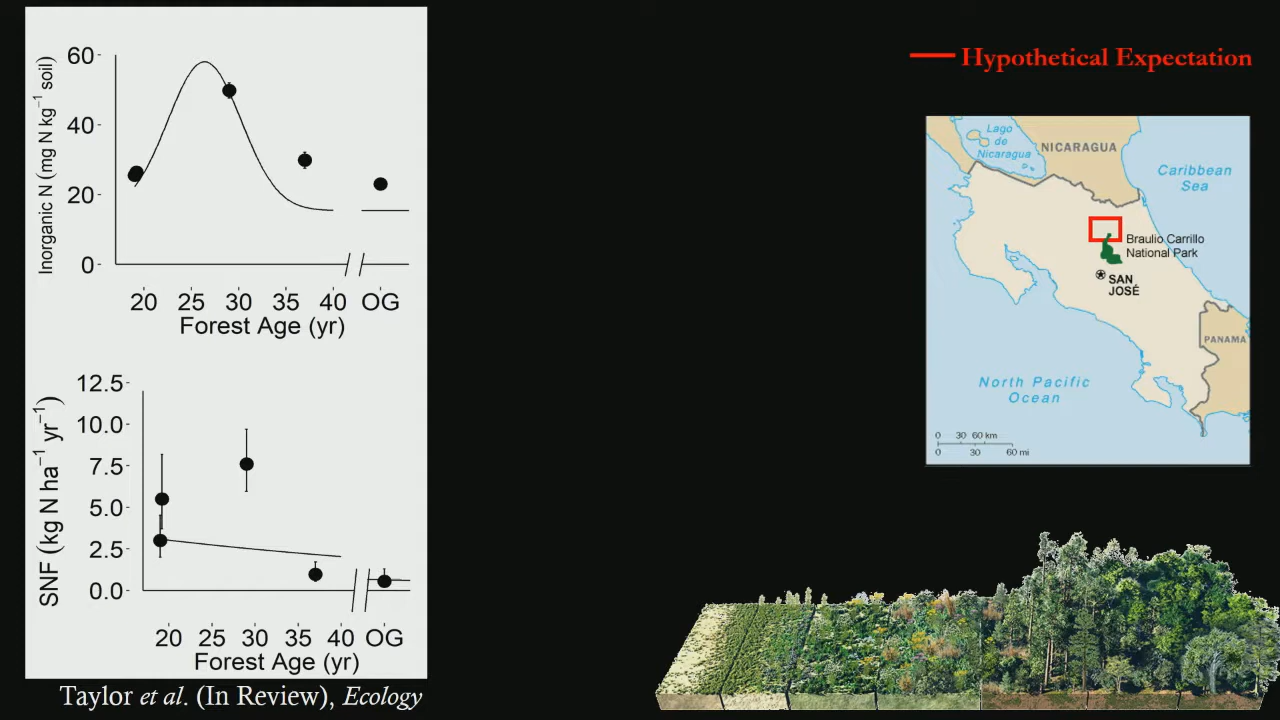 60
40
20
0
Inorganic N (mg N kg⁻¹ soil)
20 25 30 35 40 OG
Forest Age (yr)
12.5
10.0
7.5
5.0
2.5
0.0
SNF (kg N ha⁻¹ yr⁻¹)
20 25 30 35 40 OG
Forest Age (yr)
Taylor et al. (In Review), Ecology
Hypothetical Expectation
Lago
de
Nicaragua
NICARAGUA
Caribbean
Sea
Braulio Carrillo
National Park
SAN
JOSÉ
PANAMA
North Pacific
Ocean
0 30 60 km
0 30 60 mi